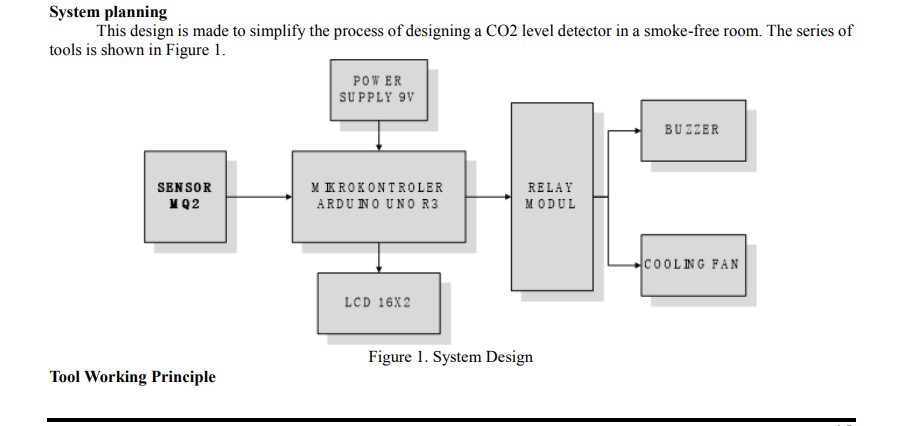 System planning
This design is made to simplify the process of designing a CO2 level detector in a smoke-free room. The series of
tools is shown in Figure 1.
POWER
SUPPLY 9V
SENSOR
MQ2
MIKROKONTROLER
ARDUINO UNO R3
RELAY
MODUL
BUZZER
COOLING FAN
LCD 16X2
Figure 1. System Design
Tool Working Principle